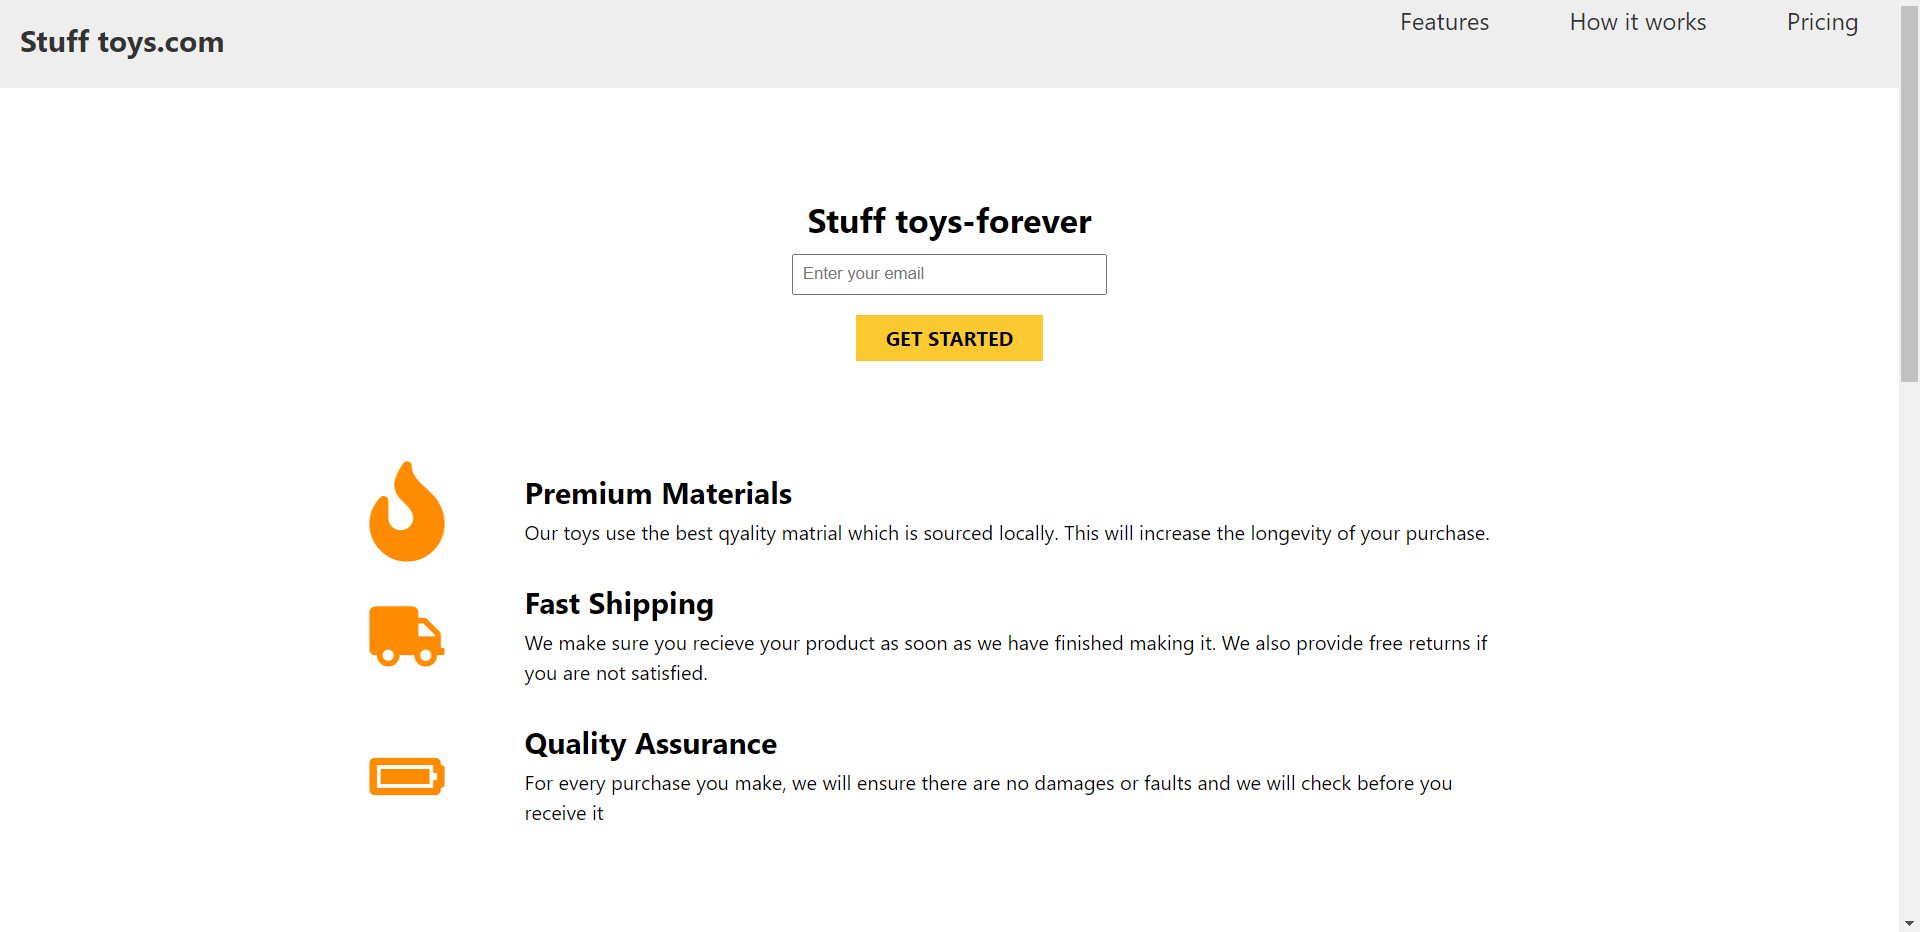 Stuff toys.com
Features
How it works
Pricing
Stuff toys-forever
Enter your email
GET STARTED
Premium Materials
Our toys use the best qyality matrial which is sourced locally. This will increase the longevity of your purchase.
Fast Shipping
We make sure you recieve your product as soon as we have finished making it. We also provide free returns if
you are not satisfied.
Quality Assurance
For every purchase you make, we will ensure there are no damages or faults and we will check before you
receive it